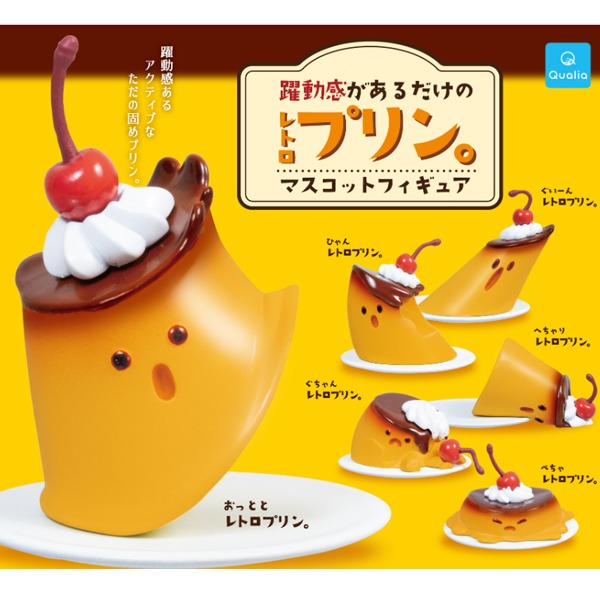 躍動感ある
アクティブな
ただの固めプリン。
躍動感があるだけの
レトロ
プリン。
マスコットフィギュア
Qualia
ぐいーん
レトロプリン。
ひゃん
レトロプリン。
へちゃり
レトロプリン。
ぐちゃん
レトロプリン。
ぺちゃ
レトロプリン。
おっとと
レトロプリン。